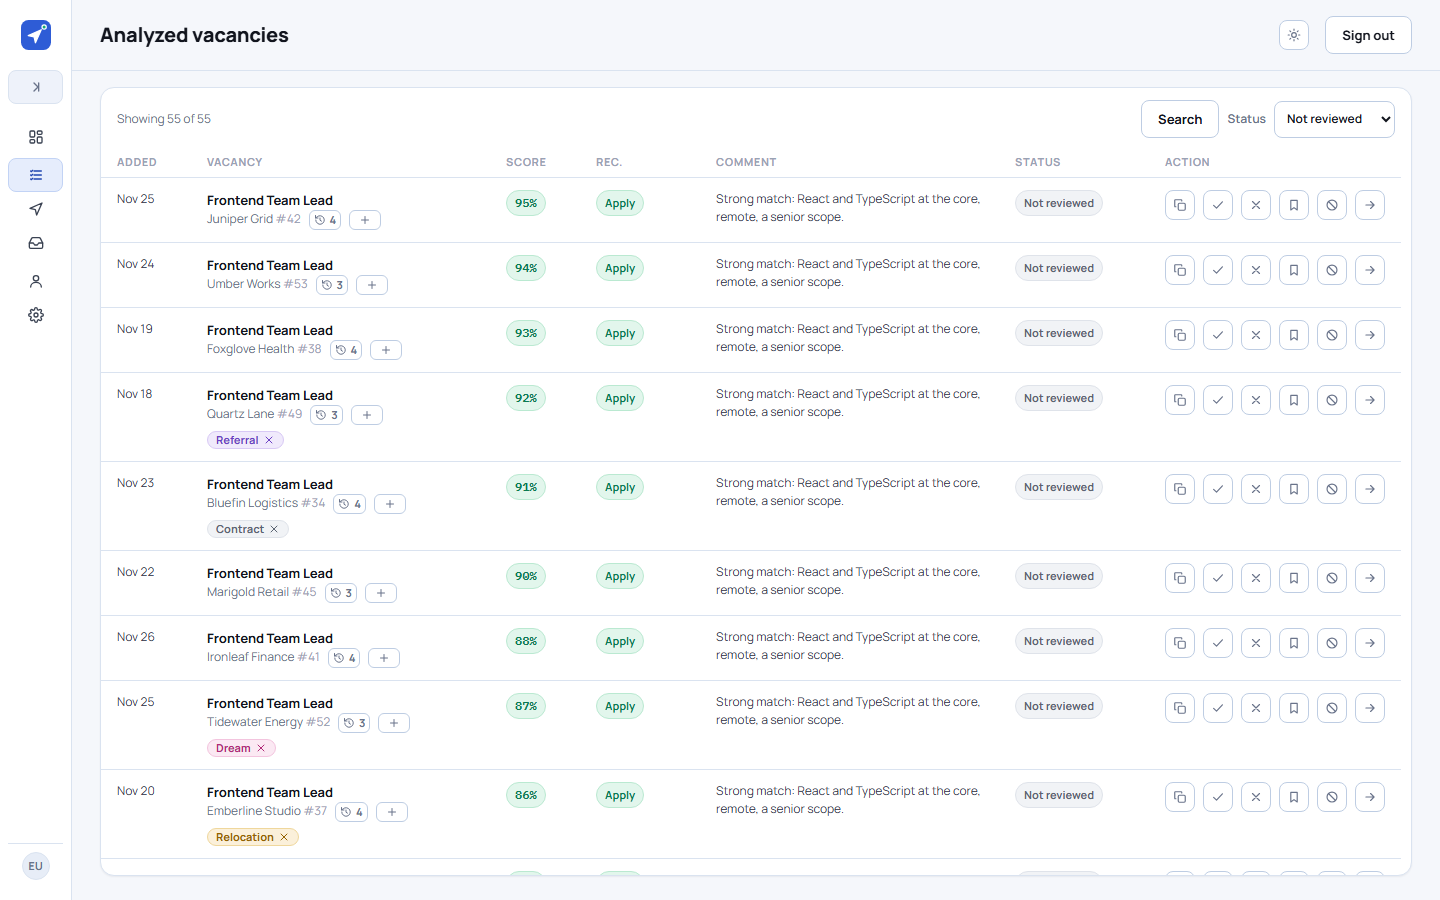 Analyzed vacancies
Sign out
Showing 55 of 55
Search
Status
Not reviewed
ADDED VACANCY SCORE REC. COMMENT STATUS ACTION
Nov 25
Frontend Team Lead
Juniper Grid #42 4
95%
Apply
Strong match: React and TypeScript at the core,
remote, a senior scope.
Not reviewed
Nov 24
Frontend Team Lead
Umber Works #53 3
94%
Apply
Strong match: React and TypeScript at the core,
remote, a senior scope.
Not reviewed
Nov 19
Frontend Team Lead
Foxglove Health #38 4
93%
Apply
Strong match: React and TypeScript at the core,
remote, a senior scope.
Not reviewed
Nov 18
Frontend Team Lead
Quartz Lane #49 3
Referral
92%
Apply
Strong match: React and TypeScript at the core,
remote, a senior scope.
Not reviewed
Nov 23
Frontend Team Lead
Bluefin Logistics #34 4
Contract
91%
Apply
Strong match: React and TypeScript at the core,
remote, a senior scope.
Not reviewed
Nov 22
Frontend Team Lead
Marigold Retail #45 3
90%
Apply
Strong match: React and TypeScript at the core,
remote, a senior scope.
Not reviewed
Nov 26
Frontend Team Lead
Ironleaf Finance #41 4
88%
Apply
Strong match: React and TypeScript at the core,
remote, a senior scope.
Not reviewed
Nov 25
Frontend Team Lead
Tidewater Energy #52 3
Dream
87%
Apply
Strong match: React and TypeScript at the core,
remote, a senior scope.
Not reviewed
Nov 20
Frontend Team Lead
Emberline Studio #37 4
Relocation
86%
Apply
Strong match: React and TypeScript at the core,
remote, a senior scope.
Not reviewed
EU